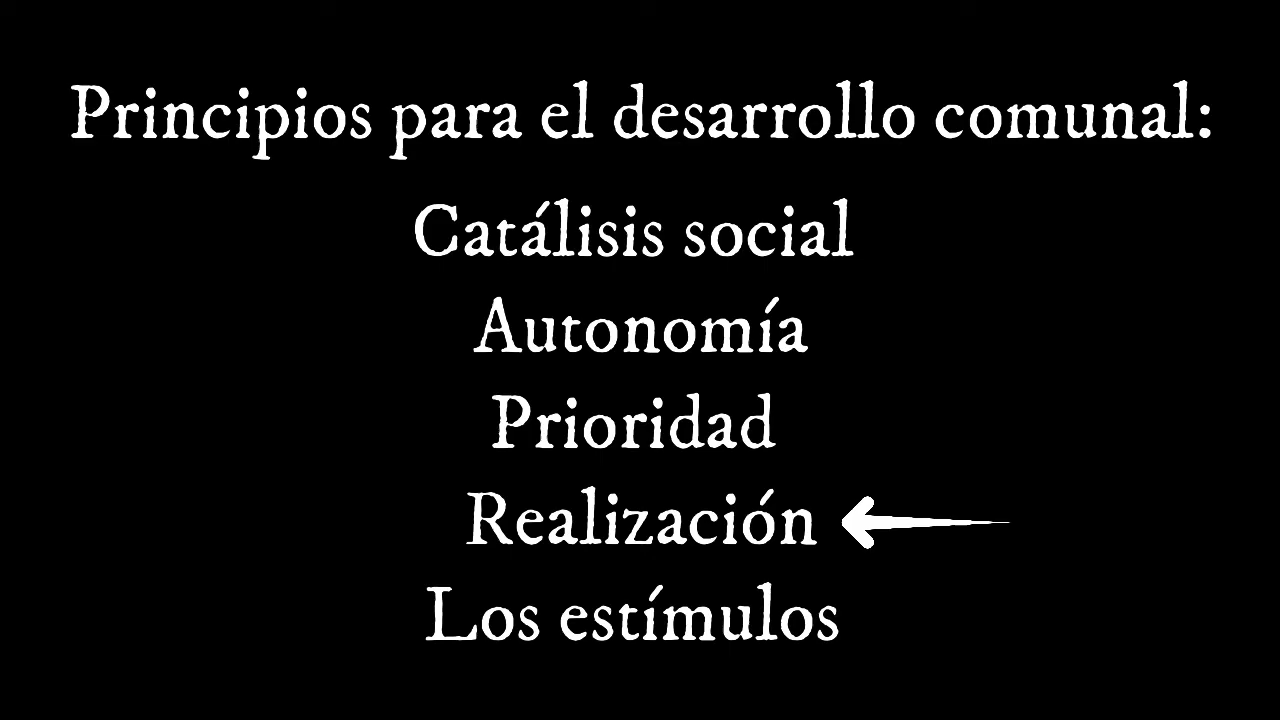 Principios para el desarrollo comunal:
Catálisis social
Autonomía
Prioridad
Realización
Los estímulos